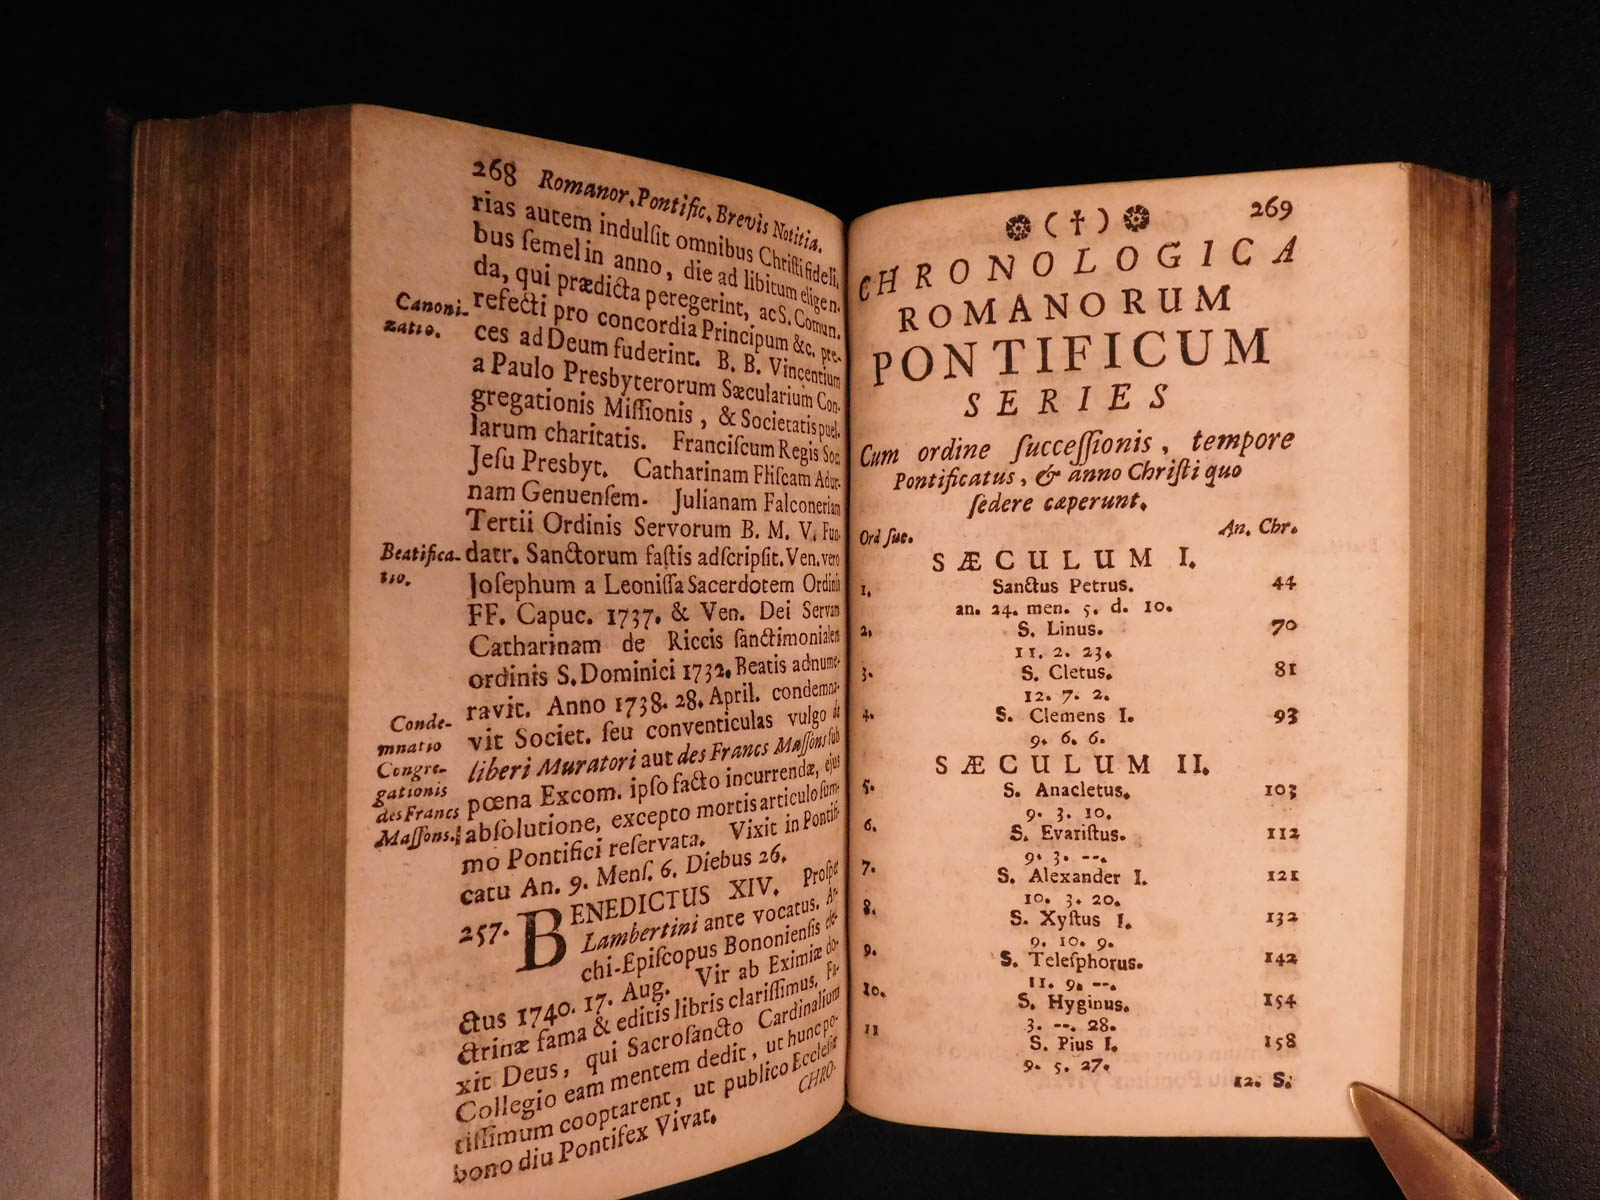 268 Romanor. Pontific. Brevis Notitia.
rias autem indulſit omnibus Chriſti fideli-
bus ſemel in anno, die ad libitum eligen-
da, qui prædicta peregerint, ac S. Comun.
Canoni- refecti pro concordia Principum &c. pre-
zatio. ces ad Deum fuderint. B. B. Vincentium
a Paulo Presbyterorum Sæcularium Con-
gregationis Miſſionis, & Societatis puel-
larum charitatis. Franciſcum Regis Soc.
Jeſu Presbyt. Catharinam Fliſcam Ador-
nam Genuenſem. Julianam Falconeriam
Tertii Ordinis Servorum B. M. V. Fun-
Beatifica- datr. Sanctorum faſtis adſcripſit. Ven. vero
tio. Joſephum a Leoniſſa Sacerdotem Ordinis
FF. Capuc. 1737. & Ven. Dei Servam
Catharinam de Riccis ſanctimonialem
ordinis S. Dominici 1732. Beatis adnume-
ravit. Anno 1738. 28. April. condemna-
Conde- vit Societ. ſeu conventiculas vulgo de
mnatio liberi Muratori aut des Francs Maſſons ſub
Congre- pœna Excom. ipſo facto incurrendæ, ejus
gationis abſolutione, excepto mortis articulo ſum-
des Francs mo Pontifici reſervata. Vixit in Pontifi-
Maſſons. catu An. 9. Menſ. 6. Diebus 26.
257. BENEDICTUS XIV. Proſper
Lambertini ante vocatus. Ar-
chi-Epiſcopus Bononienſis ele-
ctus 1740. 17. Aug. Vir ab Eximiæ do-
ctrinæ fama & editis libris clariſſimus. Fa-
xit Deus, qui Sacroſancto Cardinalium
Collegio eam mentem dedit, ut hunc po-
tiſſimum cooptarent, ut publico Eccleſiæ
bono diu Pontifex Vivat.
CHRO-
269
(†)
CHRONOLOGICA
ROMANORUM
PONTIFICUM
SERIES
Cum ordine ſucceſſionis, tempore
Pontificatus, & anno Chriſti quo
ſedere cæperunt.
Ord ſuc. An. Chr.
SÆCULUM I.
1. Sanctus Petrus. 44
an. 24. men. 5. d. 10.
2. S. Linus. 70
11. 2. 23.
3. S. Cletus. 81
12. 7. 2.
4. S. Clemens I. 93
9. 6. 6.
SÆCULUM II.
5. S. Anacletus. 103
9. 3. 10.
6. S. Evariſtus. 112
9. 3. --.
7. S. Alexander I. 121
10. 3. 20.
8. S. Xyſtus I. 132
9. 10. 9.
9. S. Teleſphorus. 142
11. 9. --.
10. S. Hyginus. 154
3. --. 28.
11 S. Pius I. 158
9. 5. 27.
12. S.